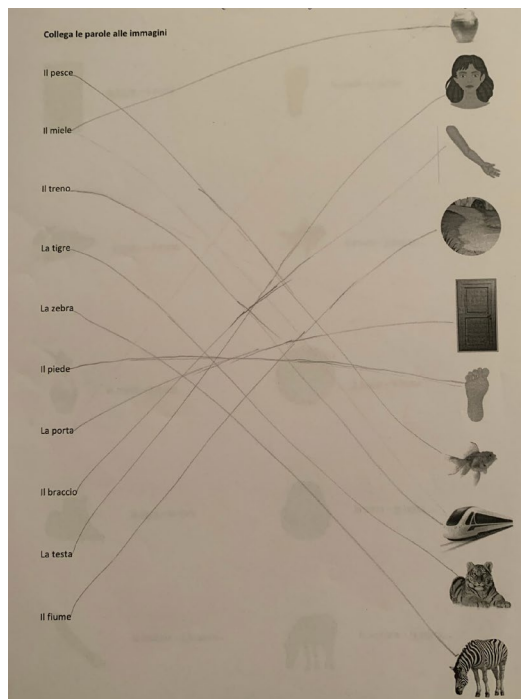 Collega le parole alle immagini
Il pesce
Il miele
Il treno
La tigre
La zebra
Il piede
La porta
Il braccio
La testa
Il fiume